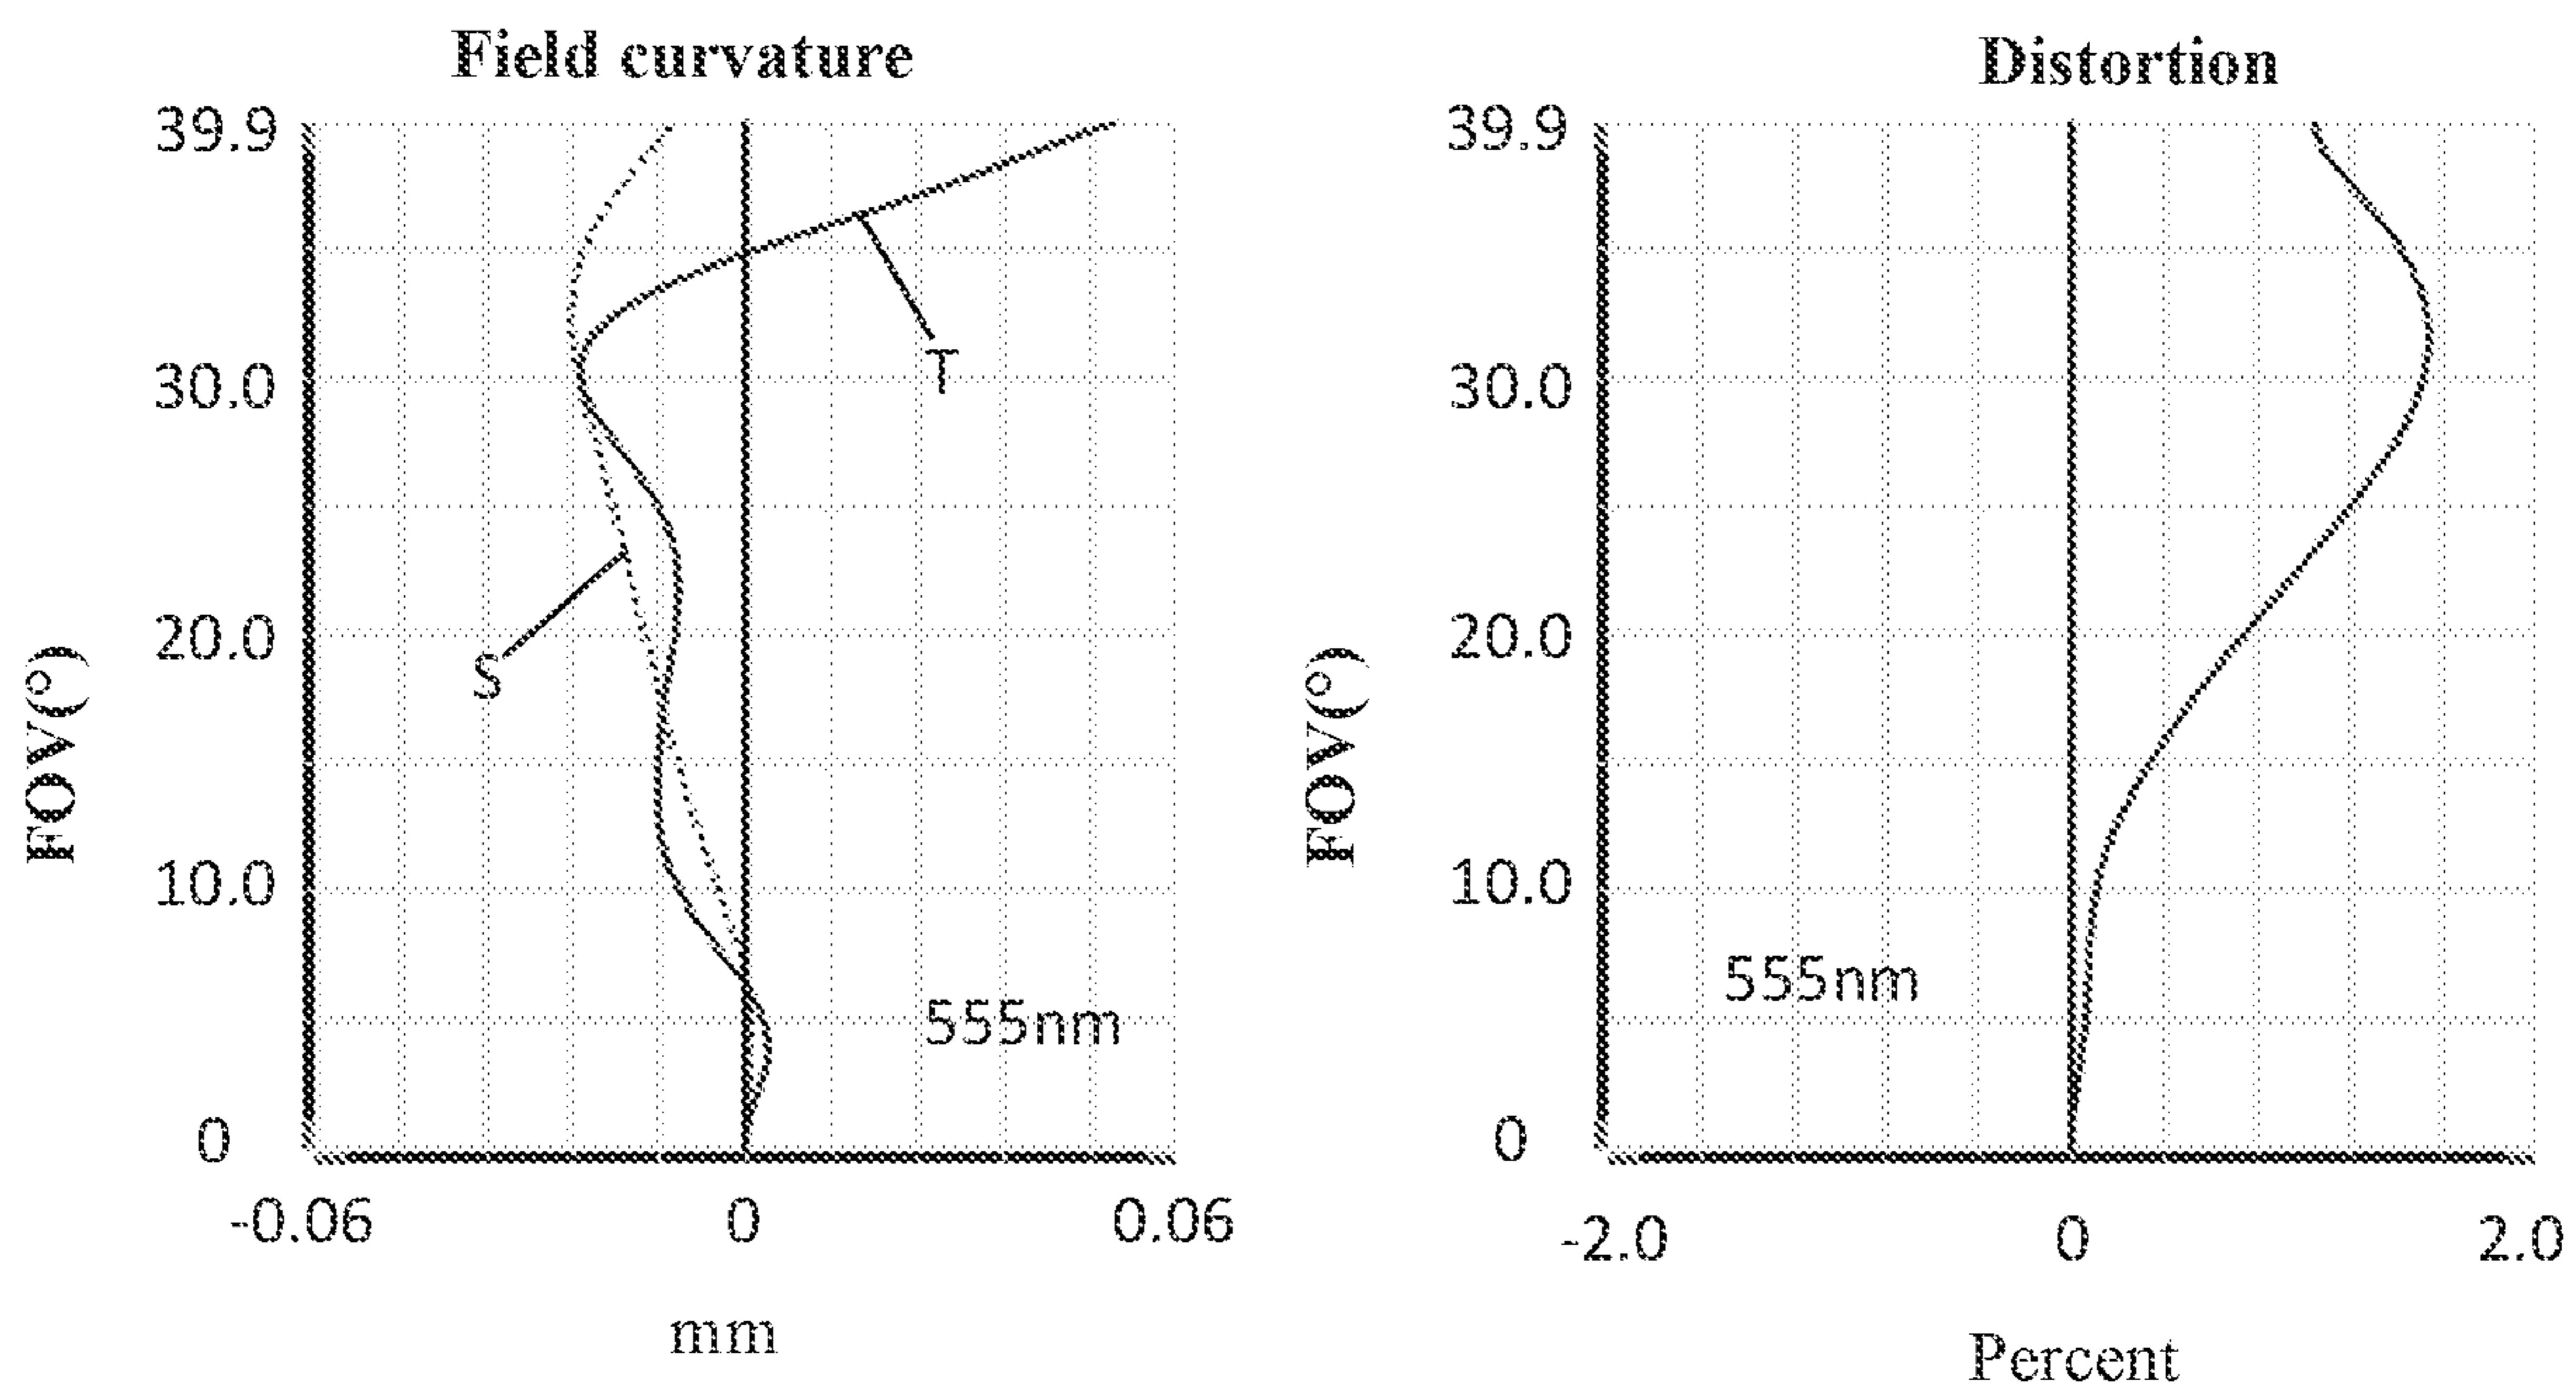 Field curvature
39.9
30.0
20.0
10.0
0
FOV(°)
T
S
555nm
-0.06
0
0.06
mm
Distortion
39.9
30.0
20.0
10.0
0
FOV(°)
555nm
-2.0
0
2.0
Percent